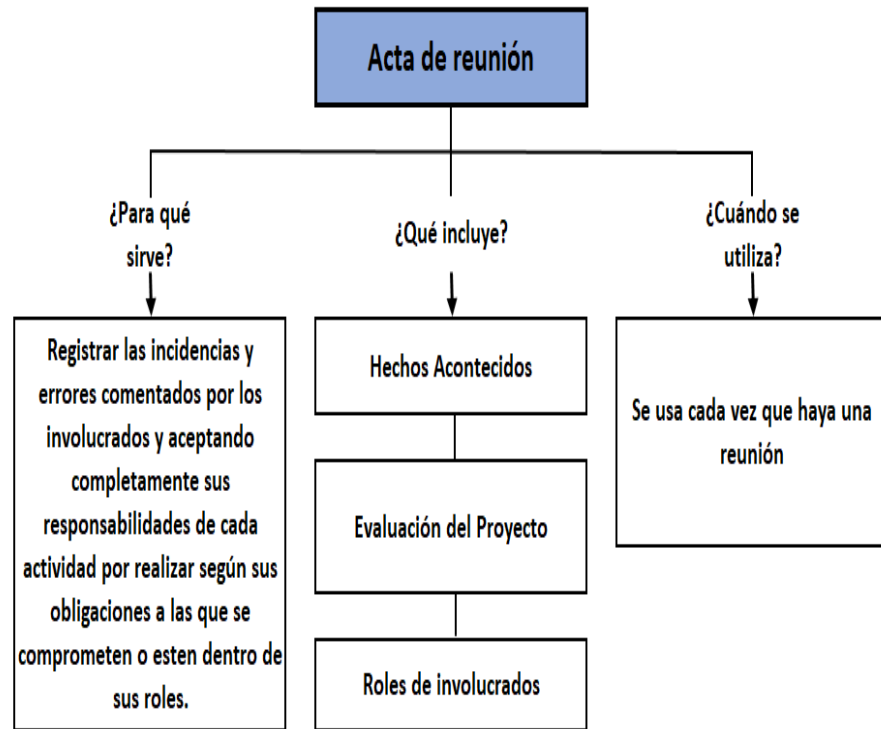 Acta de reunión
¿Para qué
sirve?
¿Qué incluye?
¿Cuándo se
utiliza?
Registrar las incidencias y
errores comentados por los
involucrados y aceptando
completamente sus
responsabilidades de cada
actividad por realizar según sus
obligaciones a las que se
comprometen o esten dentro de
sus roles.
Hechos Acontecidos
Evaluación del Proyecto
Roles de involucrados
Se usa cada vez que haya una
reunión